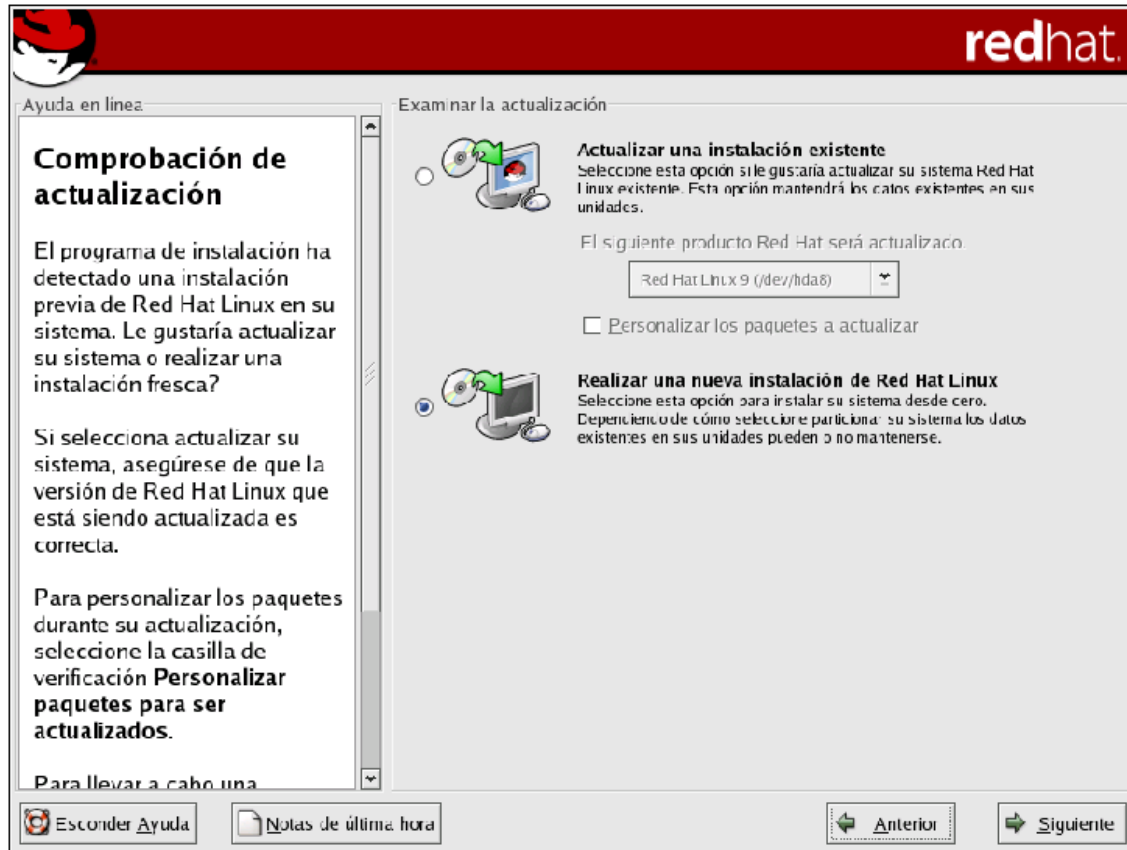 redhat.
Ayuda en linea
Comprobación de
actualización
El programa de instalación ha
detectado una instalación
previa de Red Hat Linux en su
sistema. Le gustaría actualizar
su sistema o realizar una
instalación fresca?
Si selecciona actualizar su
sistema, asegúrese de que la
versión de Red Hat Linux que
está siendo actualizada es
correcta.
Para personalizar los paquetes
durante su actualización,
seleccione la casilla de
verificación Personalizar
paquetes para ser
actualizados.
Para llevar a cabo una
Examinar la actualización
Actualizar una instalación existente
Seleccione esta opción si le gustaría actualizar su sistema Red Hat
Linux existente. Esta opción mantendrá los datos existentes en sus
unidades.
El siguiente producto Red Hat será actualizado
Red Hat Linux 9 (/dev/hda8)
Personalizar los paquetes a actualizar
Realizar una nueva instalación de Red Hat Linux
Seleccione esta opción para instalar su sistema desde cero.
Dependiendo de cómo seleccione particionar su sistema los datos
existentes en sus unidades pueden o no mantenerse.
Esconder Ayuda
Notas de última hora
Anterior
Siguiente